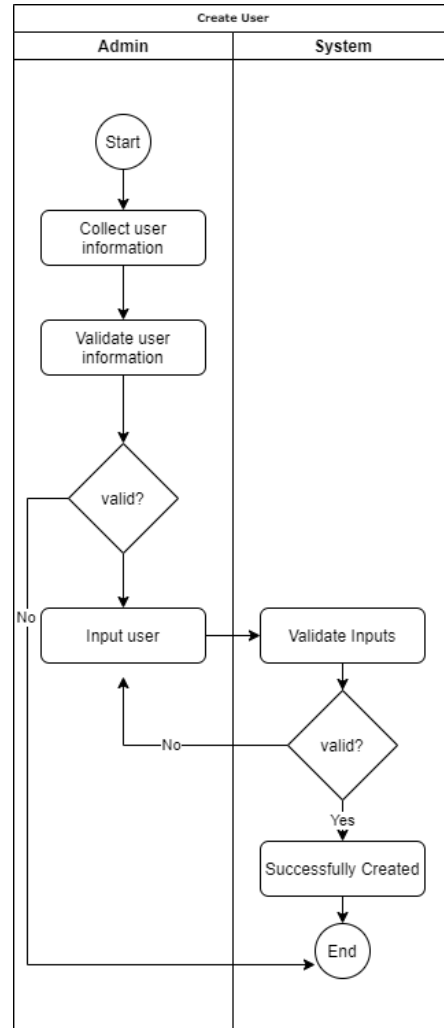 Create User
Admin
System
Start
Collect user
information
Validate user
information
valid?
No
Input user
Validate Inputs
valid?
No
Yes
Successfully Created
End